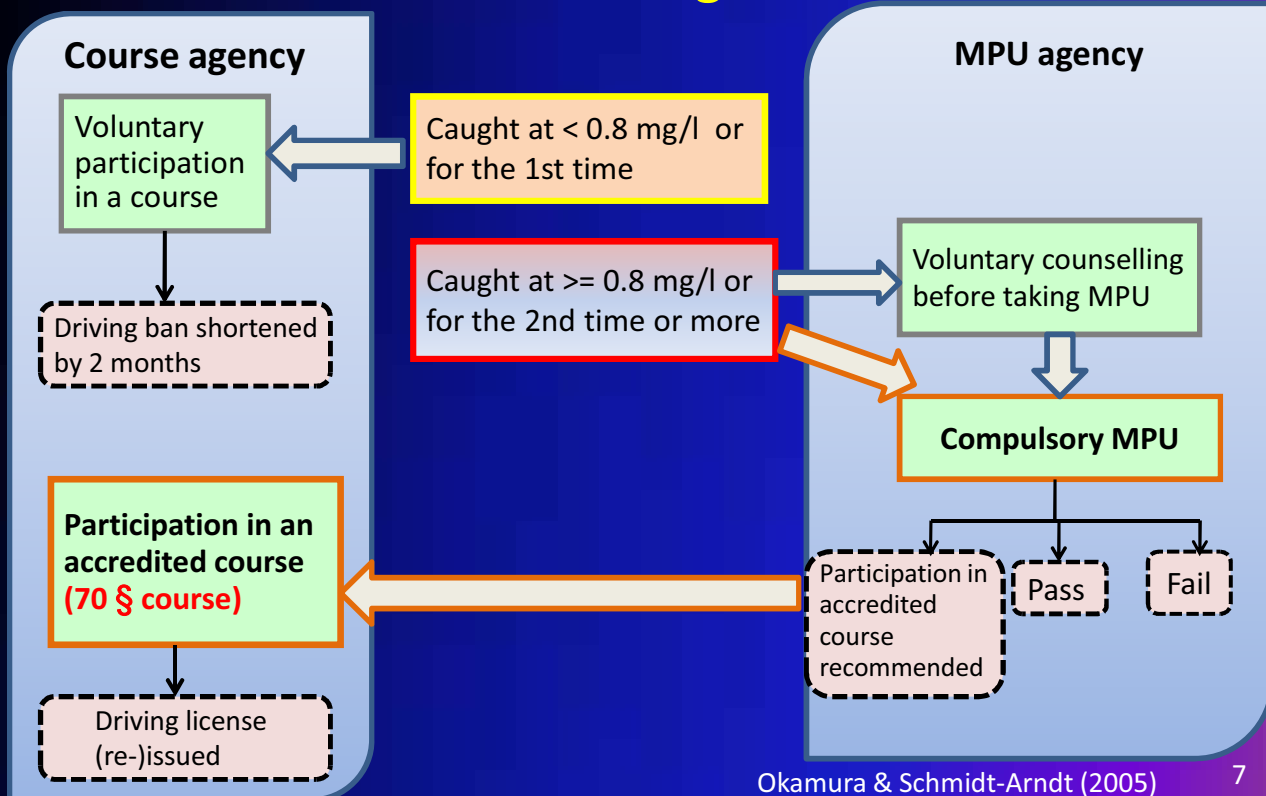 Course agency
Voluntary
participation
in a course
Driving ban shortened
by 2 months
Participation in an
accredited course
(70 § course)
Driving license
(re-)issued
Caught at < 0.8 mg/l or
for the 1st time
Caught at >= 0.8 mg/l or
for the 2nd time or more
MPU agency
Voluntary counselling
before taking MPU
Compulsory MPU
Participation in
accredited
course
recommended
Pass
Fail
Okamura & Schmidt-Arndt (2005)
7